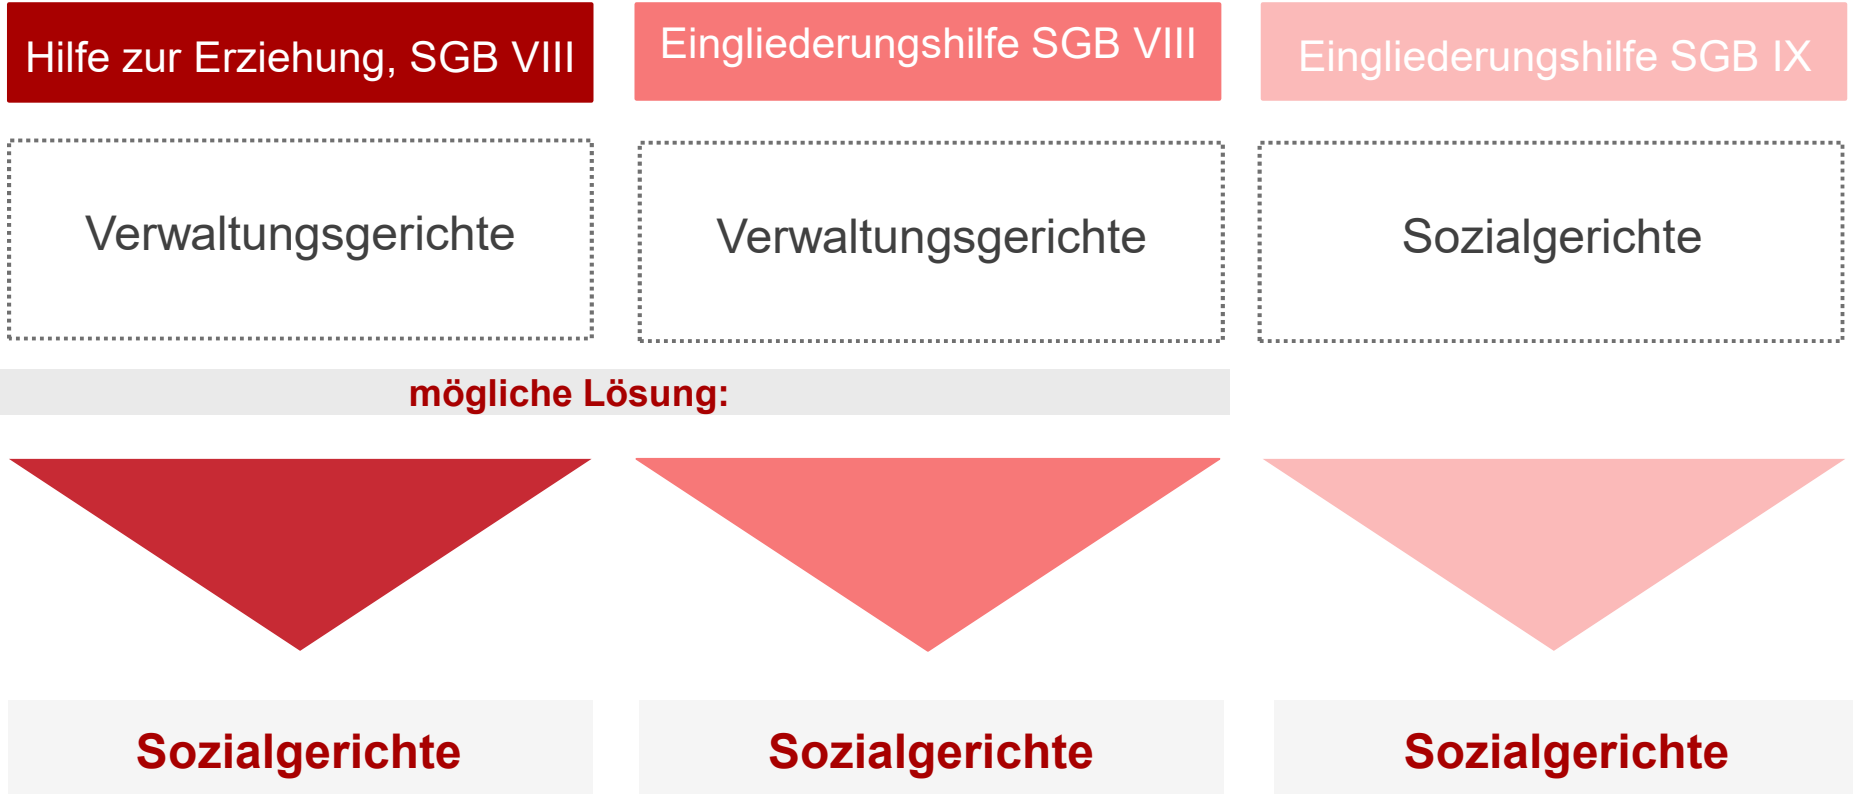 Hilfe zur Erziehung, SGB VIII
Eingliederungshilfe SGB VIII
Eingliederungshilfe SGB IX
Verwaltungsgerichte
Verwaltungsgerichte
Sozialgerichte
mögliche Lösung:
Sozialgerichte
Sozialgerichte
Sozialgerichte